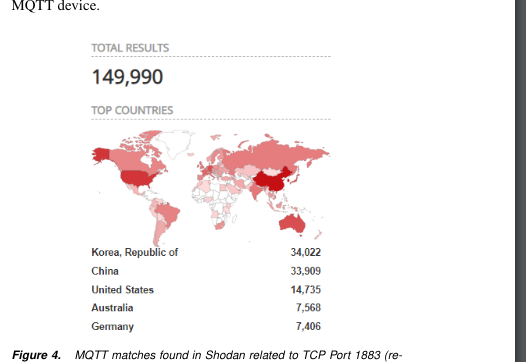 MQTT device.
TOTAL RESULTS
149,990
TOP COUNTRIES
Korea, Republic of 34,022
China 33,909
United States 14,735
Australia 7,568
Germany 7,406
Figure 4. MQTT matches found in Shodan related to TCP Port 1883 (re-